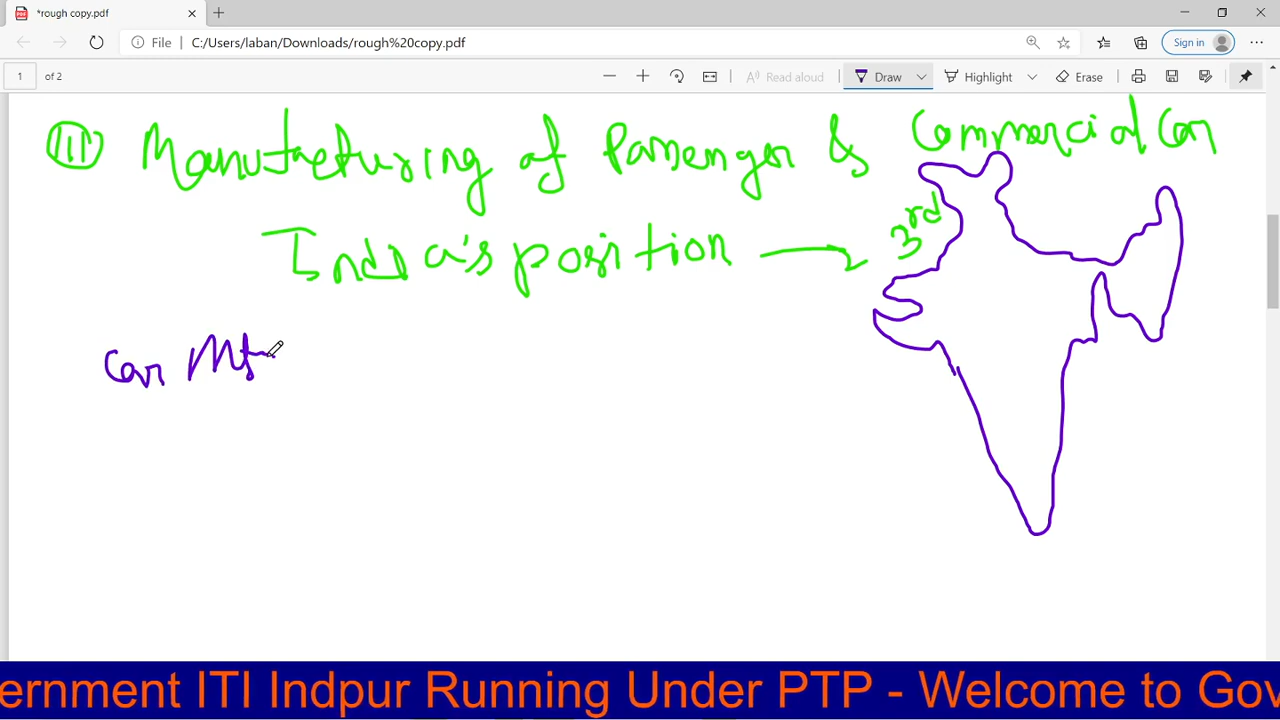 *rough copy.pdf
File C:/Users/laban/Downloads/rough%20copy.pdf Sign in
1 of 2 Read aloud Draw Highlight Erase
III Manufacturing of Passenger & Commercial Car
India's position → 3rd
Car Mf
ernment ITI Indpur Running Under PTP - Welcome to Gov